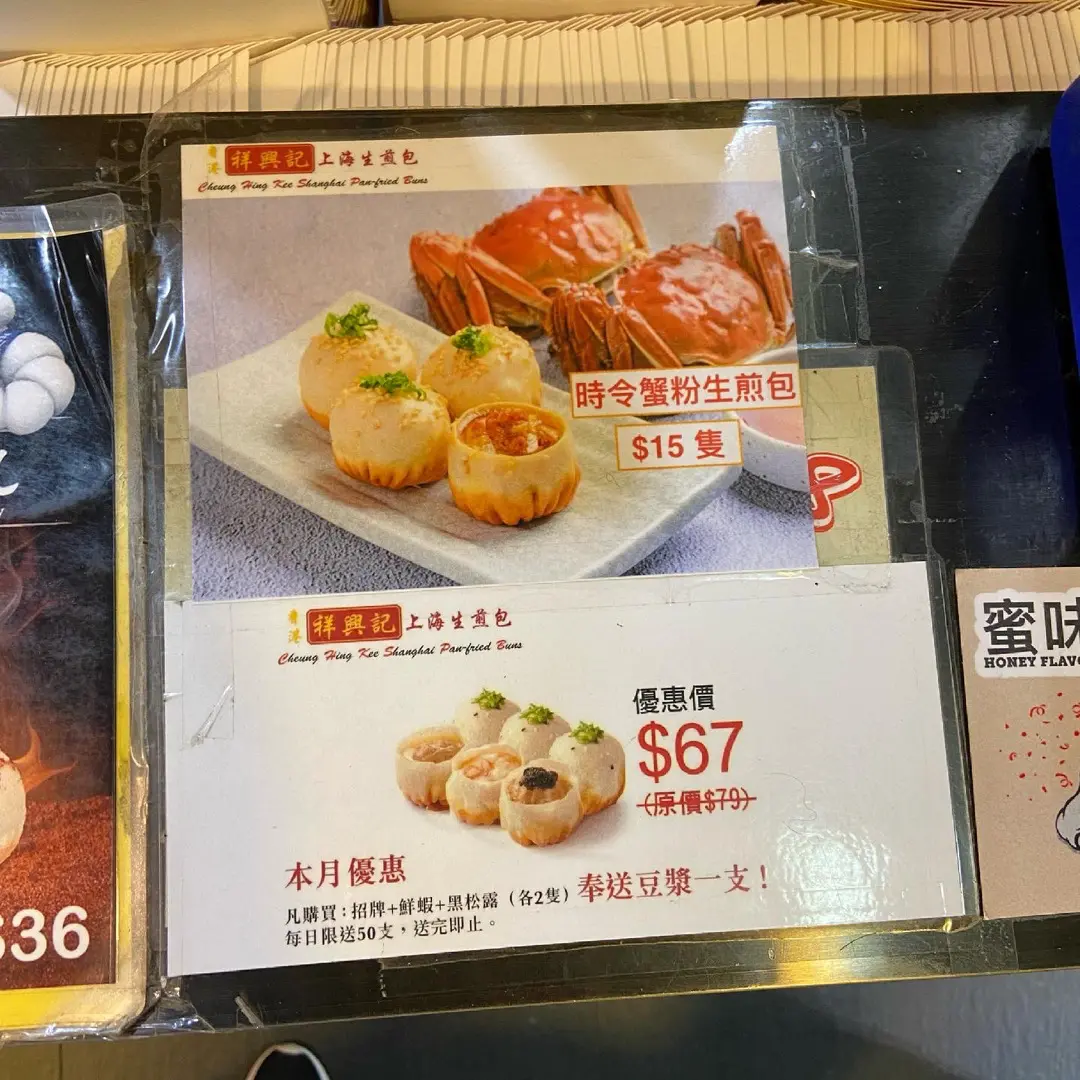 香港 祥興記 上海生煎包
Cheung Hing Kee Shanghai Pan-fried Buns
時令蟹粉生煎包
$15 隻
香港 祥興記 上海生煎包
Cheung Hing Kee Shanghai Pan-fried Buns
優惠價
$67
(原價$79)
本月優惠
凡購買：招牌+鮮蝦+黑松露（各2隻）奉送豆漿一支！
每日限送50支，送完即止。
$36
蜜味
HONEY FLAV